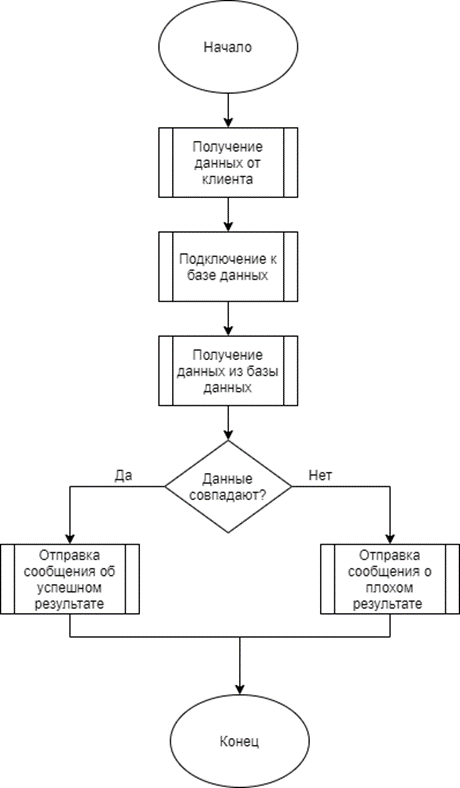 Начало
Получение
данных от
клиента
Подключение к
базе данных
Получение
данных из базы
данных
Данные
совпадают?
Да
Нет
Отправка
сообщения об
успешном
результате
Отправка
сообщения о
плохом
результате
Конец